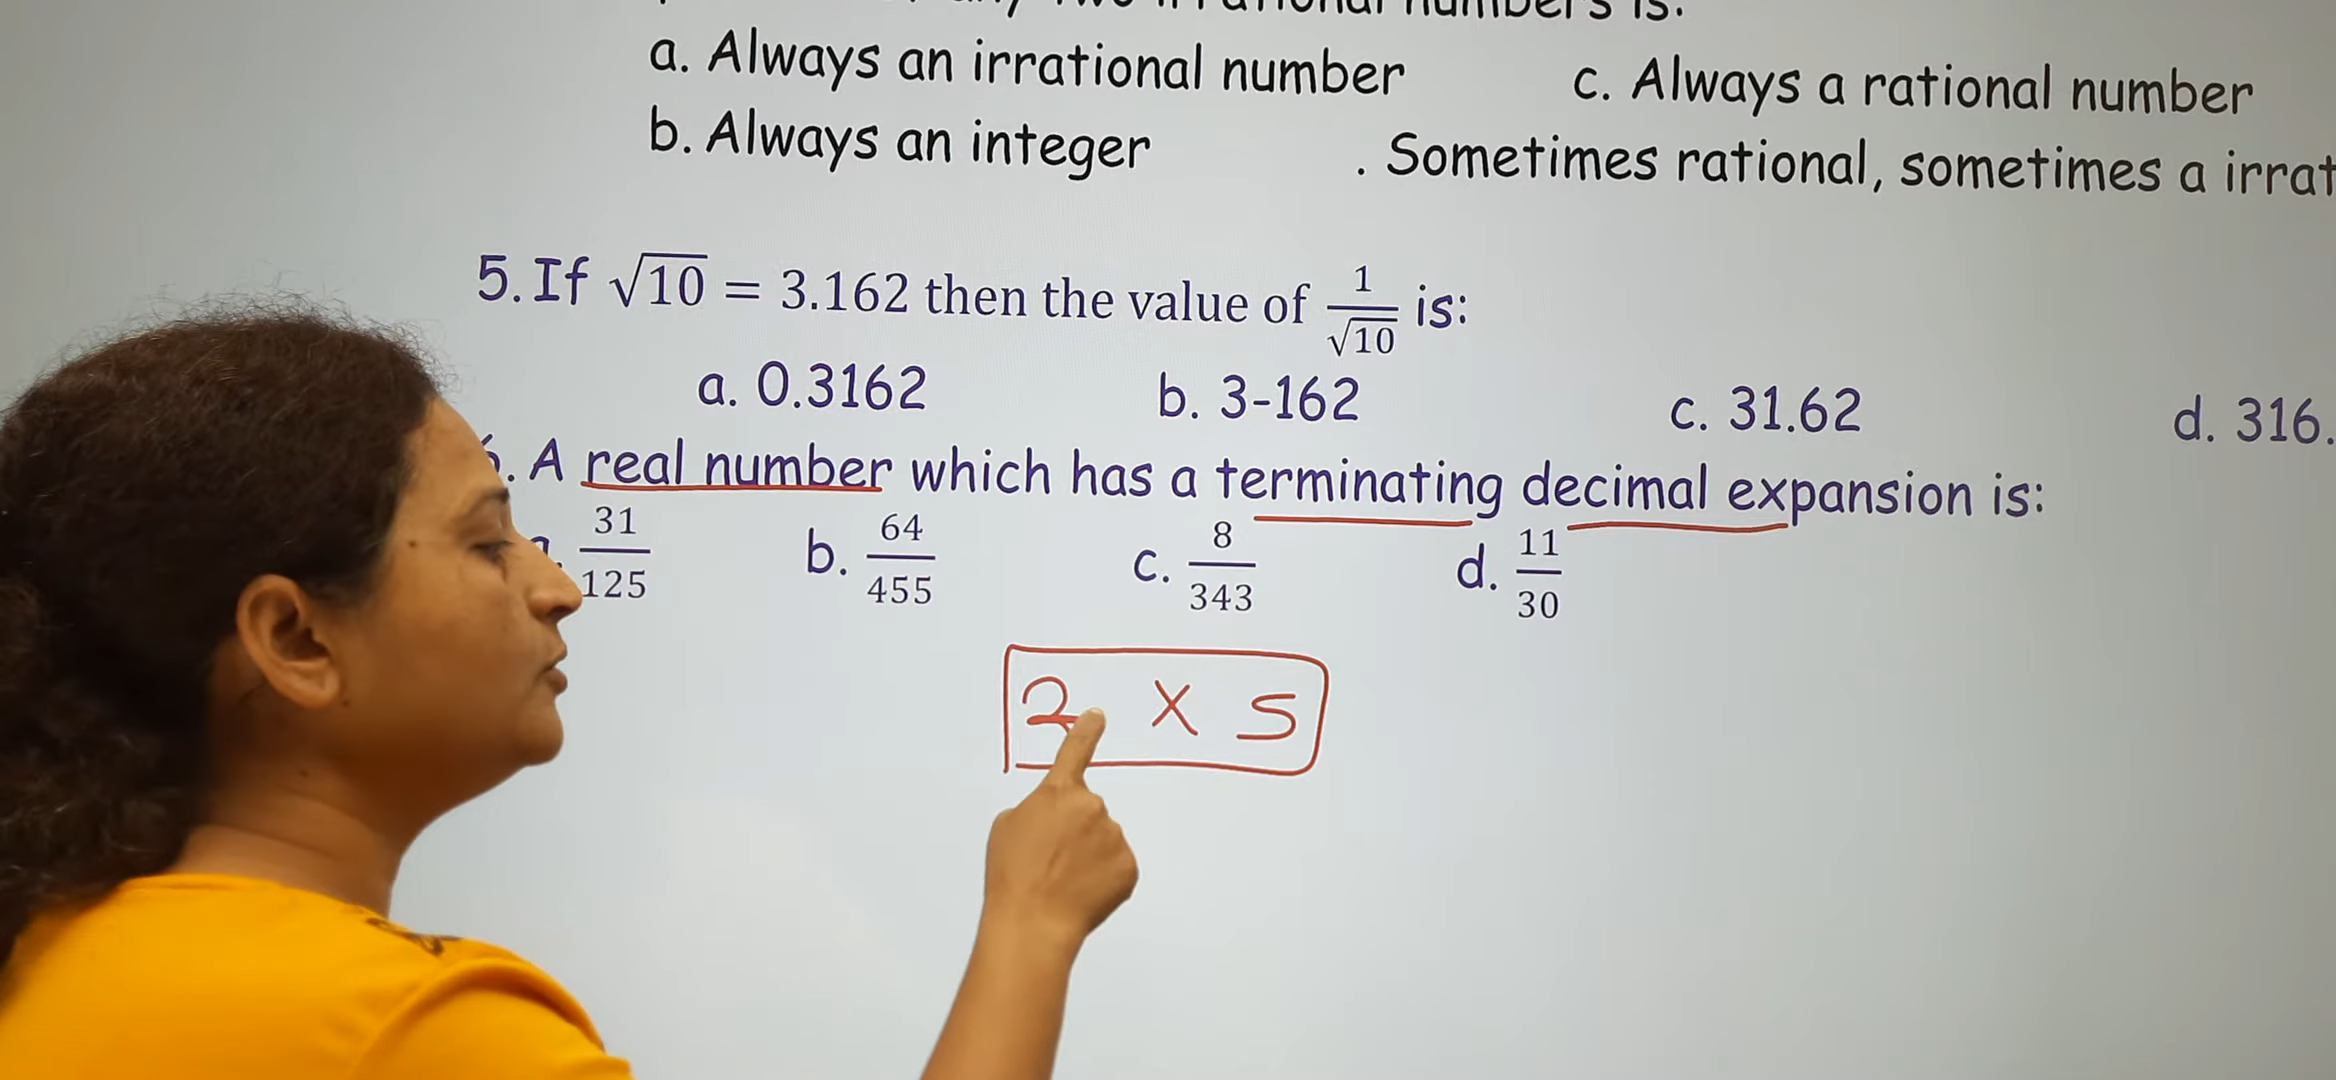 numbers is:
a. Always an irrational number c. Always a rational number
b. Always an integer . Sometimes rational, sometimes a irrat
5. If √10 = 3.162 then the value of 1/√10 is:
a. 0.3162 b. 3-162 c. 31.62 d. 316.
. A real number which has a terminating decimal expansion is:
31/125 b. 64/455 c. 8/343 d. 11/30
2 × 5